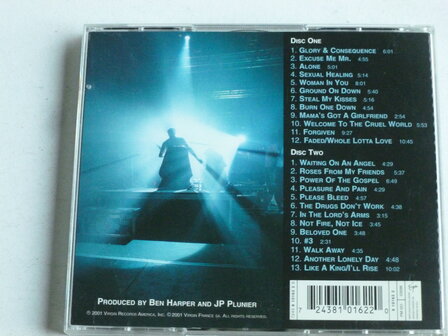 DISC ONE
1. GLORY & CONSEQUENCE 6:01
2. EXCUSE ME MR. 4:55
3. ALONE 5:01
4. SEXUAL HEALING 5:14
5. WOMAN IN YOU 8:01
6. GROUND ON DOWN 5:40
7. STEAL MY KISSES 5:16
8. BURN ONE DOWN 4:54
9. MAMA'S GOT A GIRLFRIEND 2:54
10. WELCOME TO THE CRUEL WORLD 5:53
11. FORGIVEN 9:27
12. FADED/WHOLE LOTTA LOVE 10:45
DISC TWO
1. WAITING ON AN ANGEL 4:29
2. ROSES FROM MY FRIENDS 5:37
3. POWER OF THE GOSPEL 6:49
4. PLEASURE AND PAIN 4:29
5. PLEASE BLEED 4:57
6. THE DRUGS DON'T WORK 4:38
7. IN THE LORD'S ARMS 3:15
8. NOT FIRE, NOT ICE 3:42
9. BELOVED ONE 3:48
10. #3 2:31
11. WALK AWAY 4:35
12. ANOTHER LONELY DAY 4:48
13. LIKE A KING/I'LL RISE 10:02
PRODUCED BY BEN HARPER AND JP PLUNIER
℗ 2001 VIRGIN RECORDS AMERICA, INC. © 2001 VIRGIN FRANCE SA. ALL RIGHTS RESERVED.
7 24381 01622 0